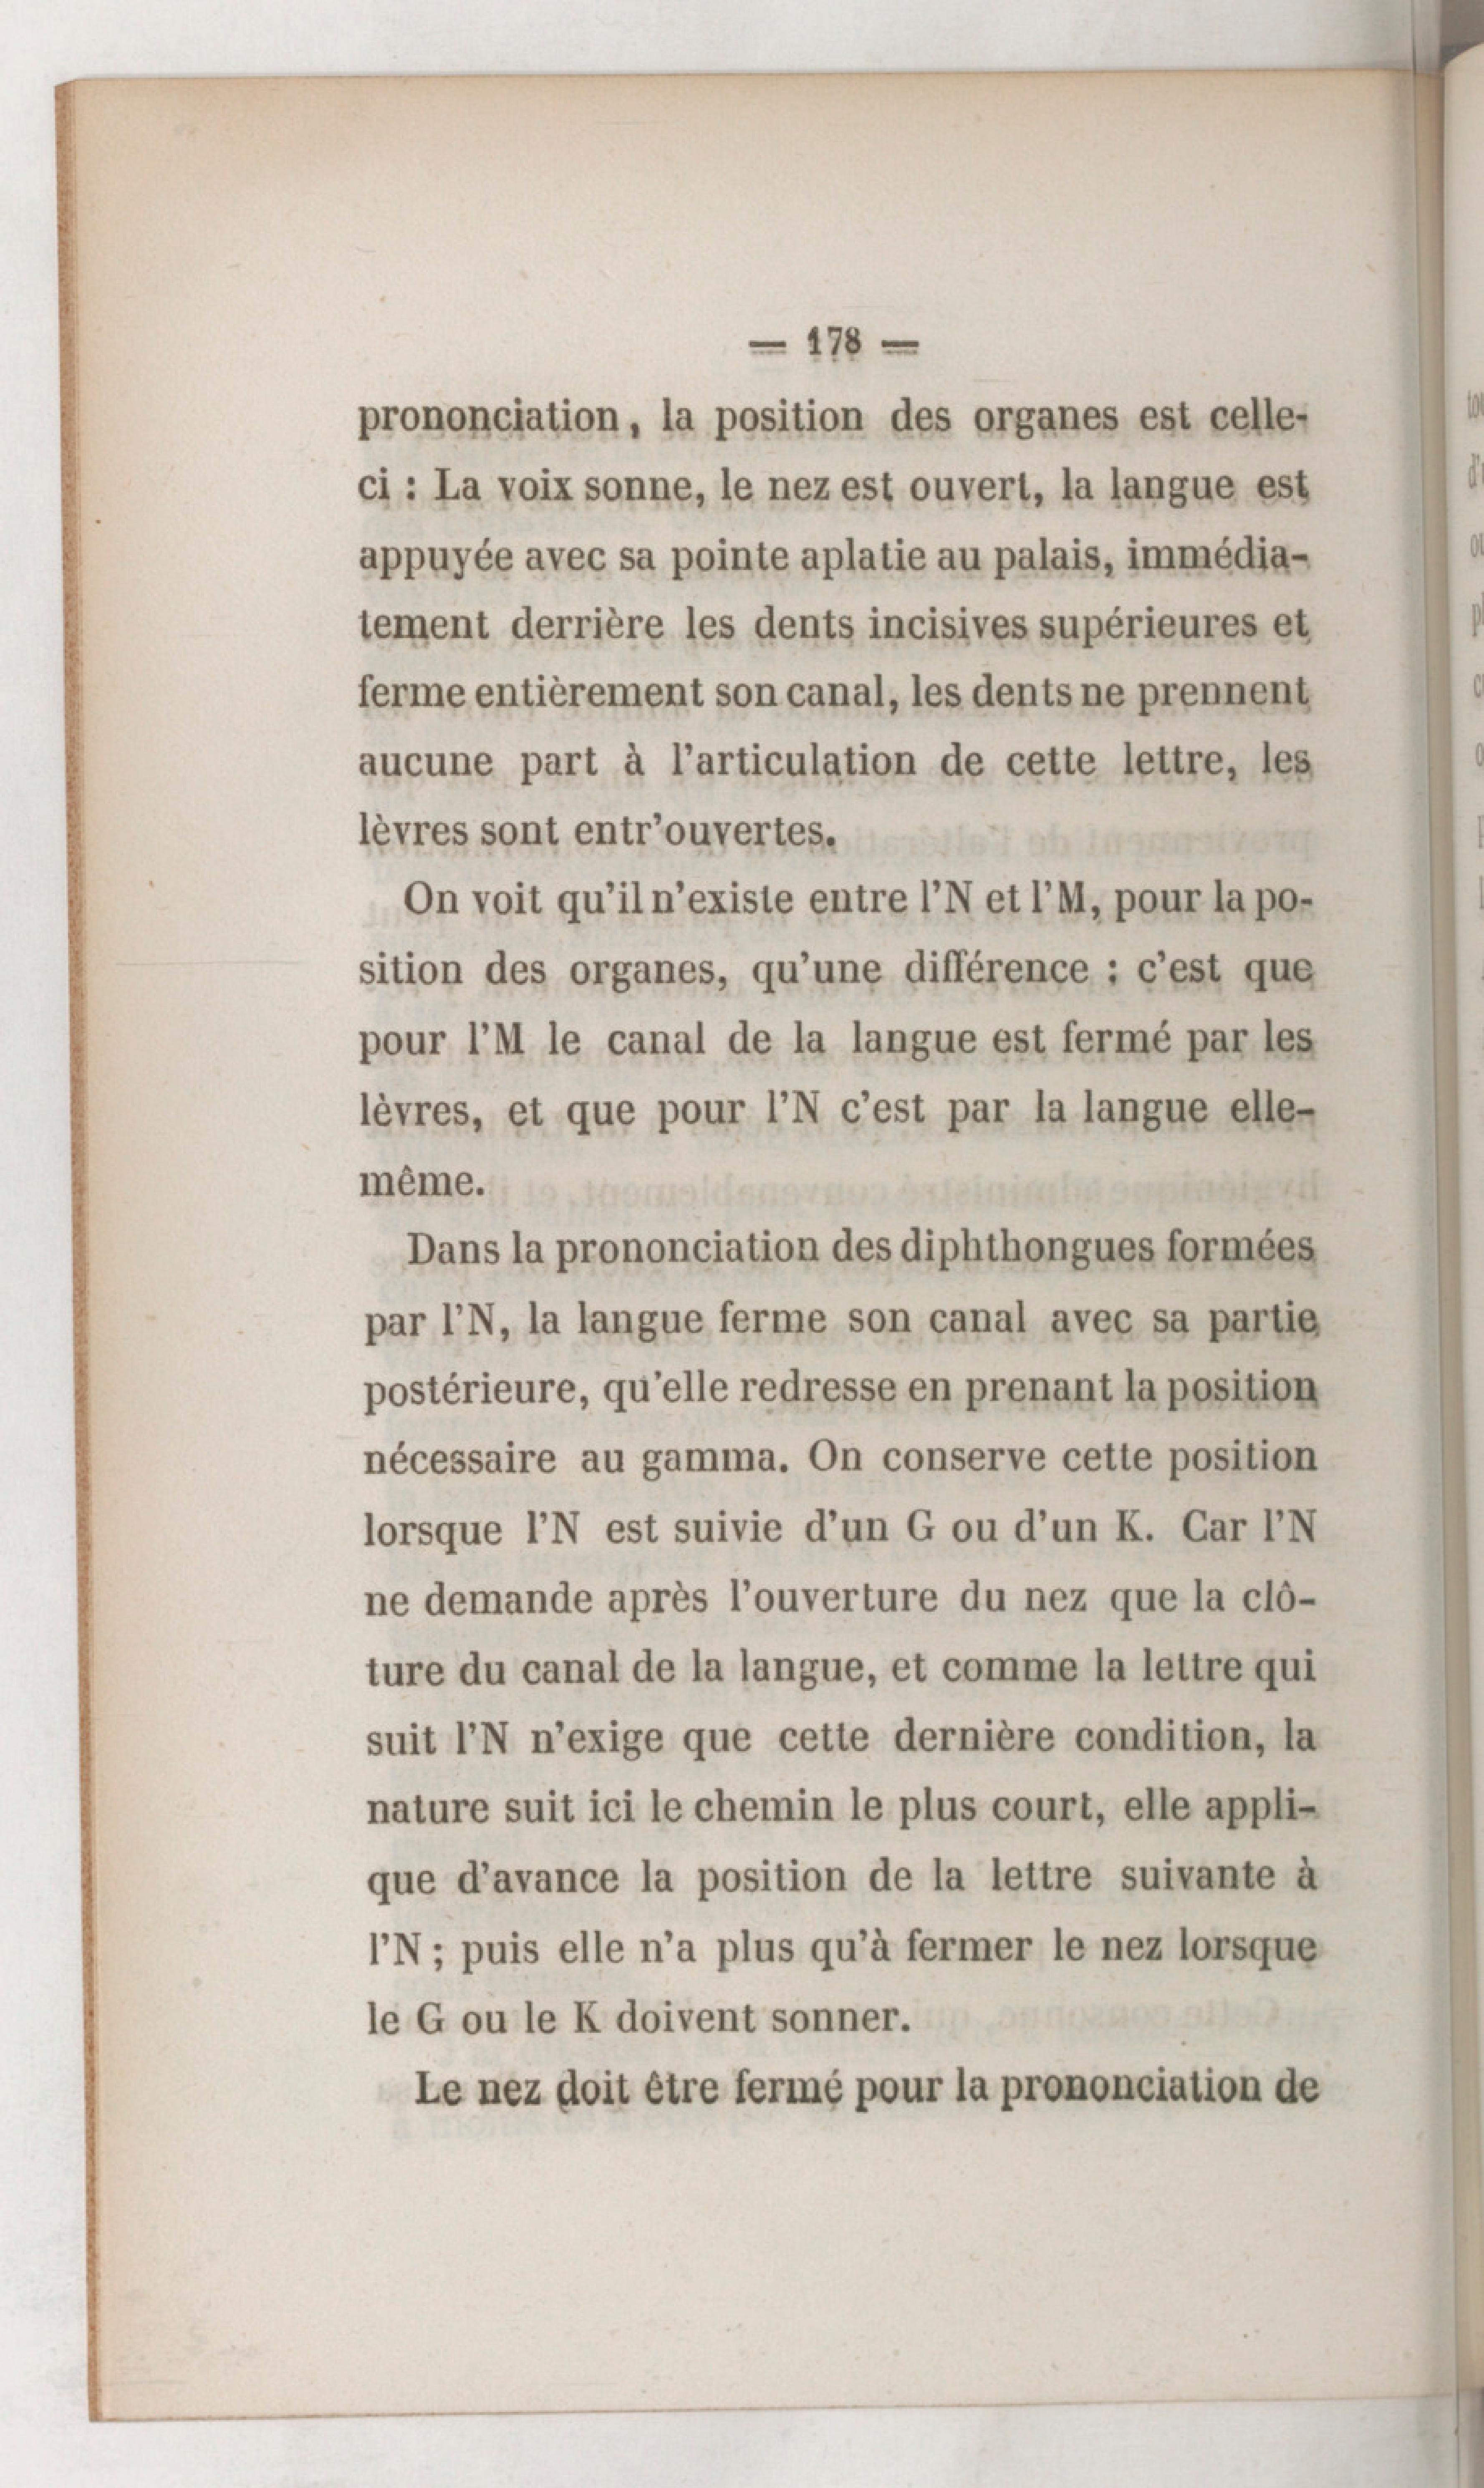 — 178 —
prononciation, la position des organes est celle-
ci : La voix sonne, le nez est ouvert, la langue est
appuyée avec sa pointe aplatie au palais, immédia-
tement derrière les dents incisives supérieures et
ferme entièrement son canal, les dents ne prennent
aucune part à l'articulation de cette lettre, les
lèvres sont entr'ouvertes.
On voit qu'il n'existe entre l'N et l'M, pour la po-
sition des organes, qu'une différence : c'est que
pour l'M le canal de la langue est fermé par les
lèvres, et que pour l'N c'est par la langue elle-
même.
Dans la prononciation des diphthongues formées
par l'N, la langue ferme son canal avec sa partie
postérieure, qu'elle redresse en prenant la position
nécessaire au gamma. On conserve cette position
lorsque l'N est suivie d'un G ou d'un K. Car l'N
ne demande après l'ouverture du nez que la clô-
ture du canal de la langue, et comme la lettre qui
suit l'N n'exige que cette dernière condition, la
nature suit ici le chemin le plus court, elle appli-
que d'avance la position de la lettre suivante à
l'N ; puis elle n'a plus qu'à fermer le nez lorsque
le G ou le K doivent sonner.
Le nez doit être fermé pour la prononciation de